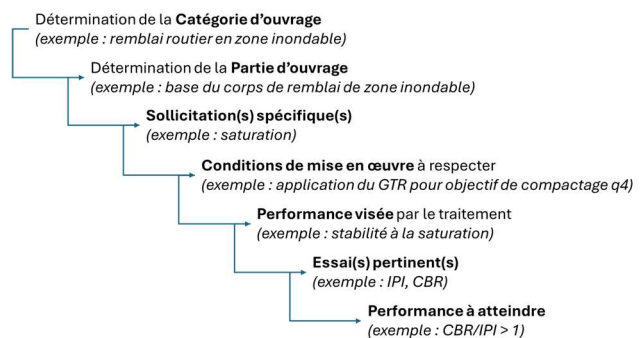 Détermination de la Catégorie d’ouvrage
(exemple : remblai routier en zone inondable)
Détermination de la Partie d’ouvrage
(exemple : base du corps de remblai de zone inondable)
Sollicitation(s) spécifique(s)
(exemple : saturation)
Conditions de mise en œuvre à respecter
(exemple : application du GTR pour objectif de compactage q4)
Performance visée par le traitement
(exemple : stabilité à la saturation)
Essai(s) pertinent(s)
(exemple : IPI, CBR)
Performance à atteindre
(exemple : CBR/IPI > 1)